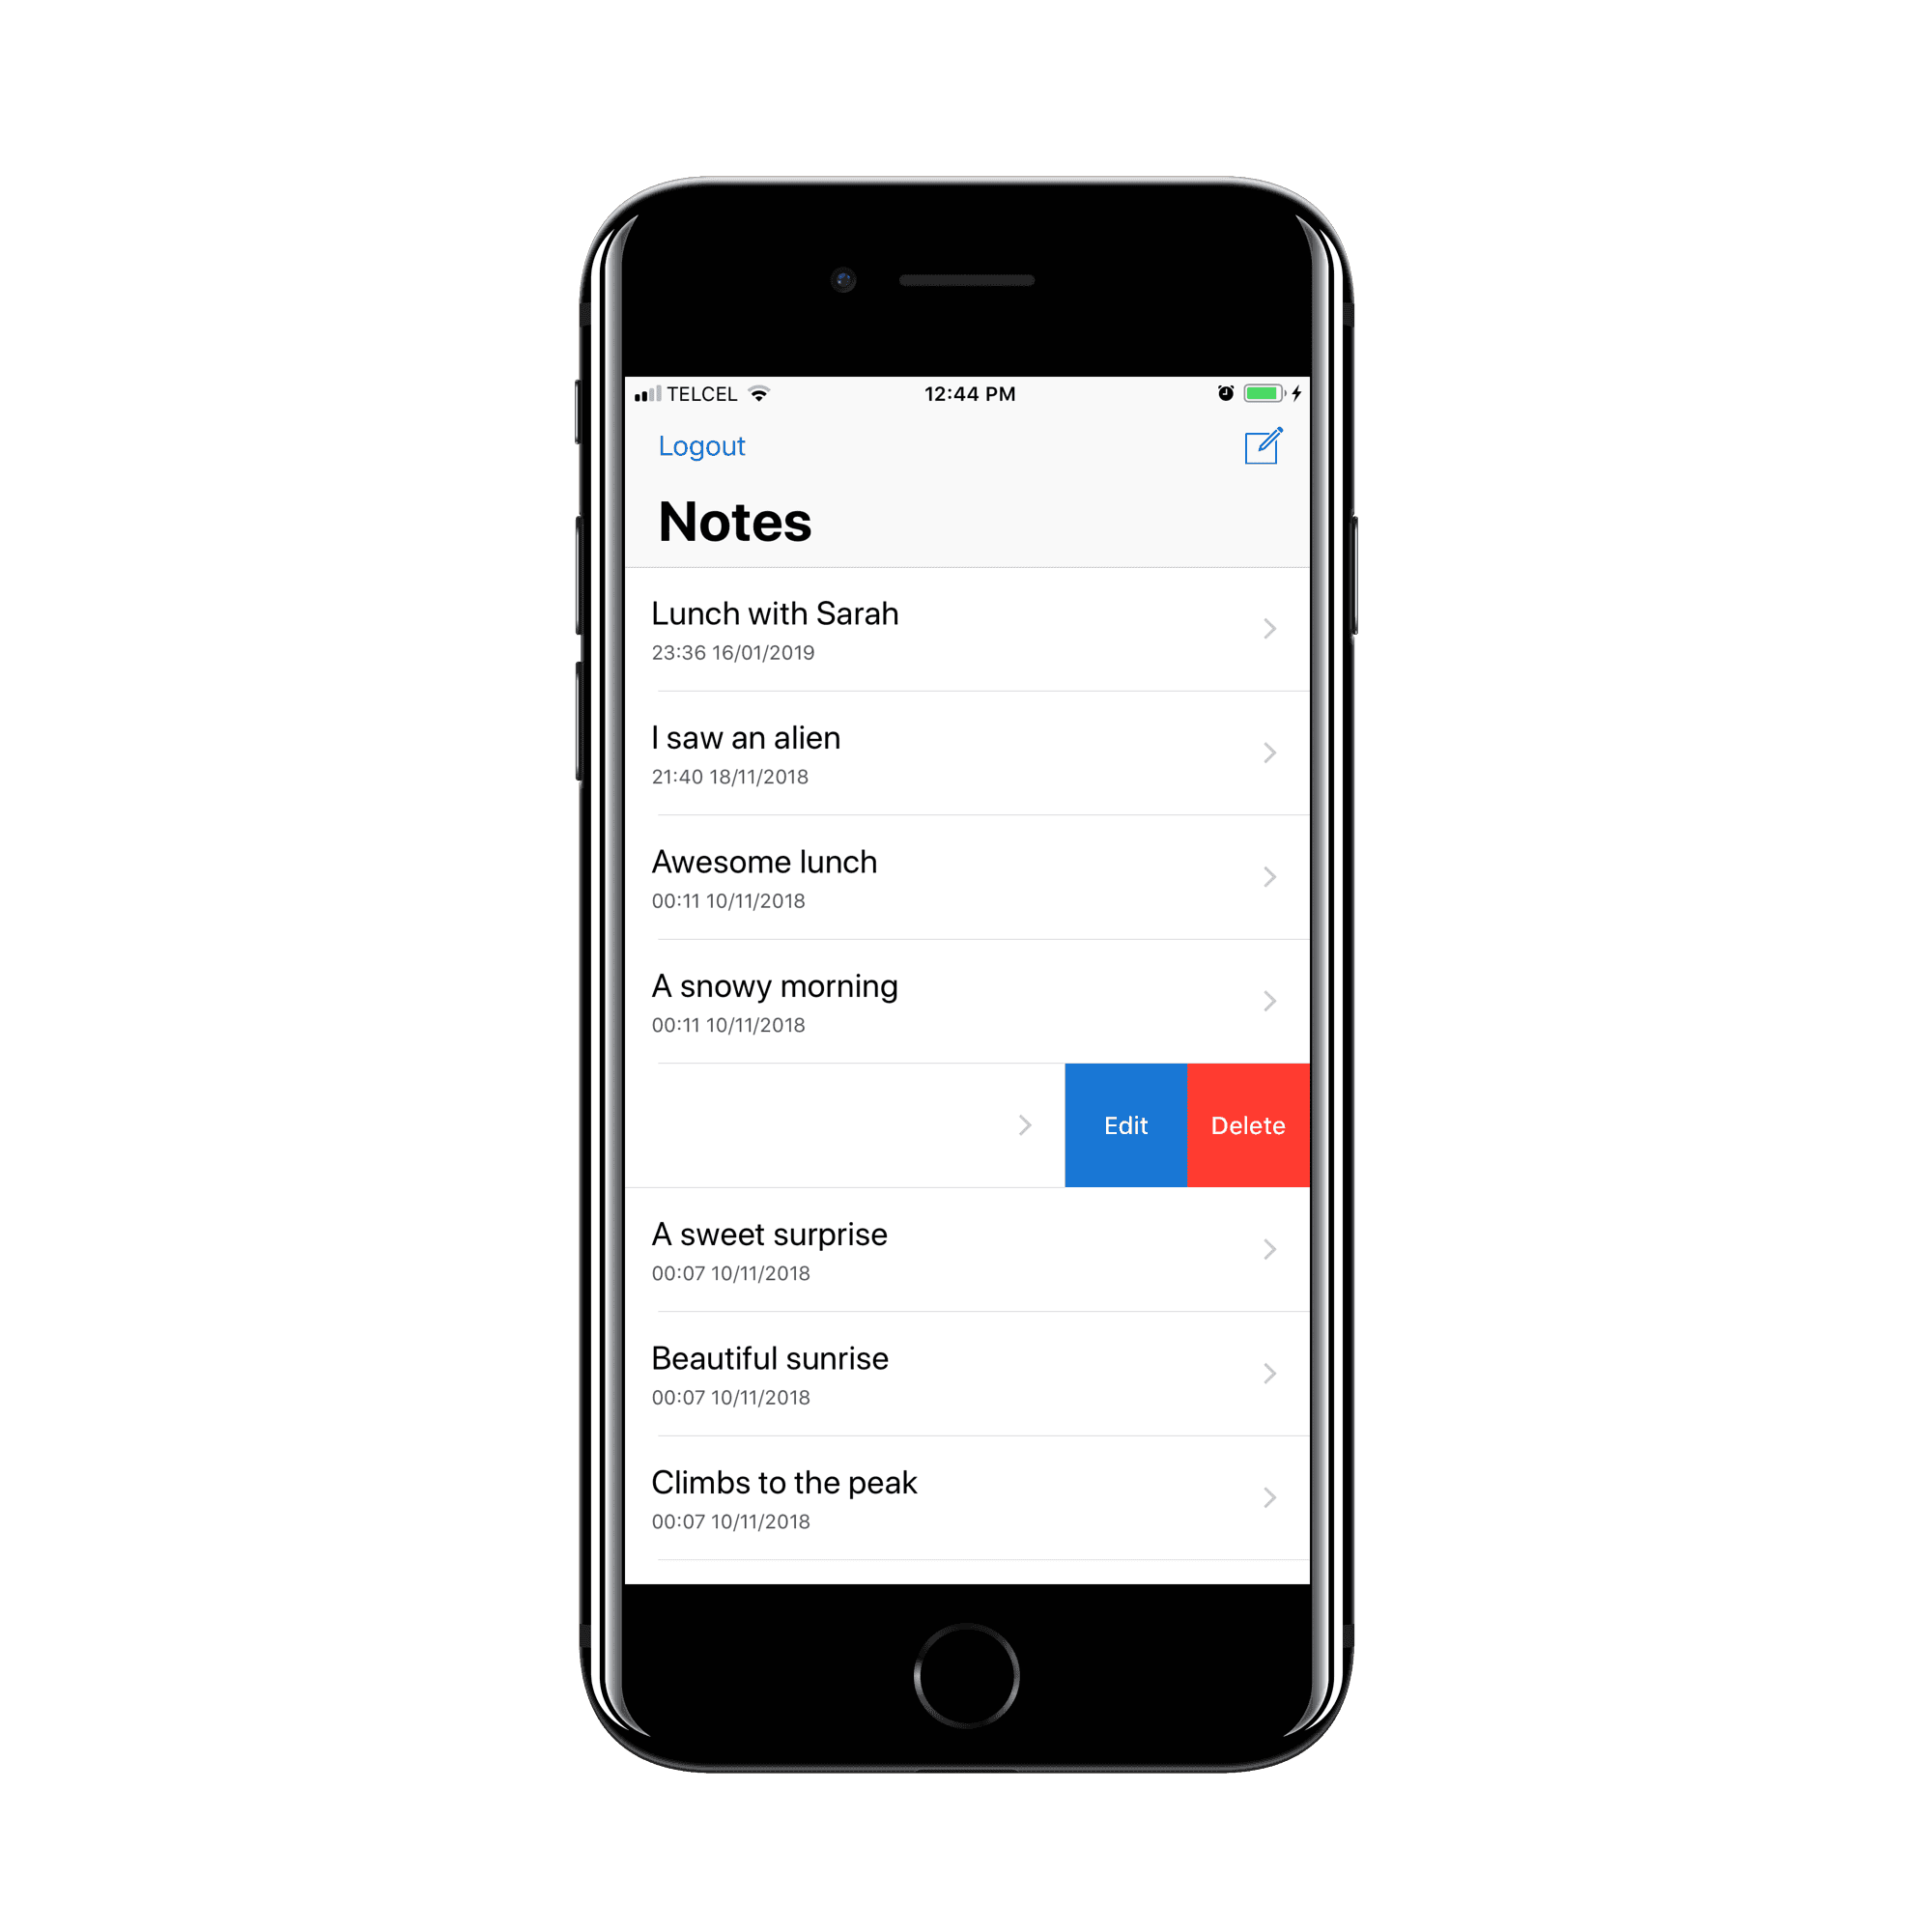 TELCEL 12:44 PM
Logout
Notes
Lunch with Sarah
23:36 16/01/2019
I saw an alien
21:40 18/11/2018
Awesome lunch
00:11 10/11/2018
A snowy morning
00:11 10/11/2018
Edit Delete
A sweet surprise
00:07 10/11/2018
Beautiful sunrise
00:07 10/11/2018
Climbs to the peak
00:07 10/11/2018